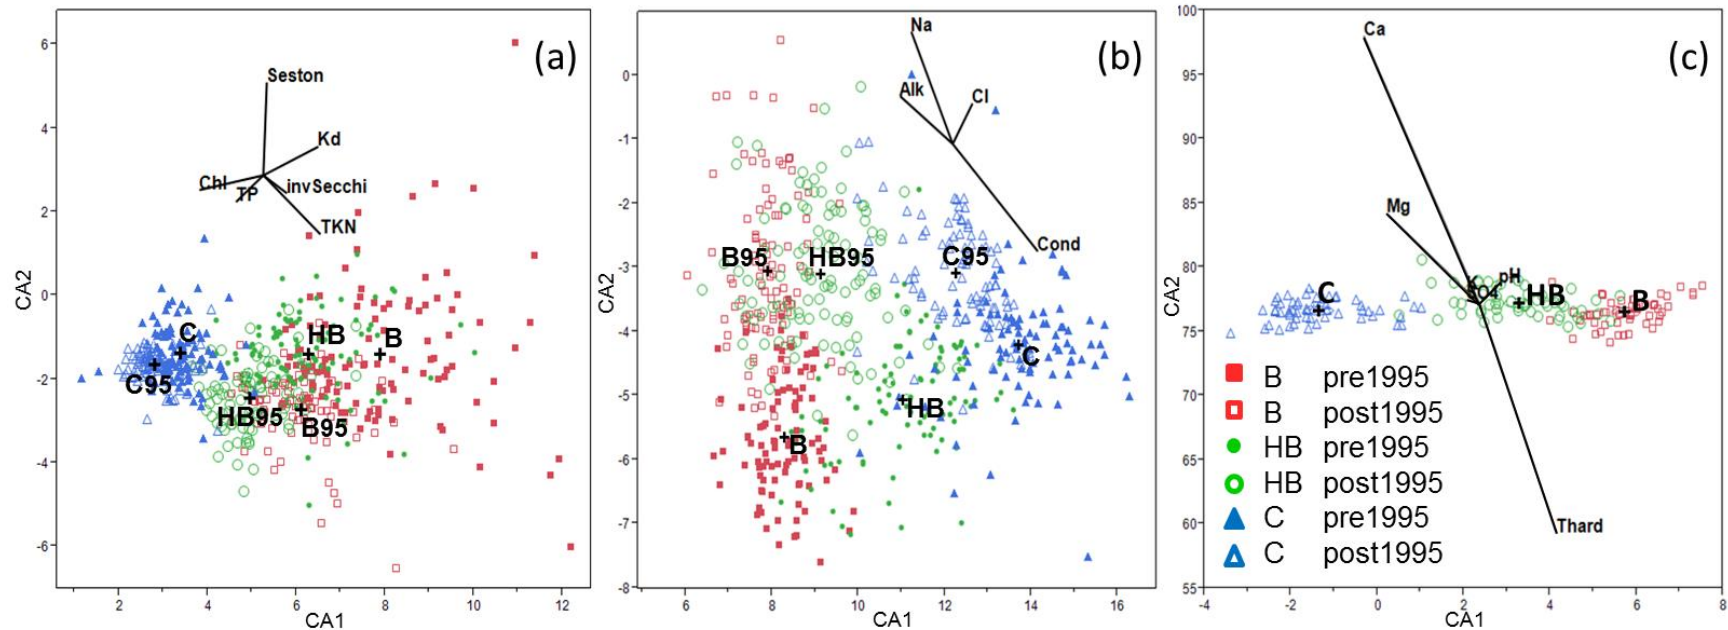 (a)
6
4
2
0
-2
-4
-6
CA2
Seston
Kd
Chl
TP
invSecchi
TKN
C
C95
HB
B
HB95
B95
2 4 6 8 10 12
CA1
(b)
0
-1
-2
-3
-4
-5
-6
-7
-8
CA2
Na
Alk
Cl
Cond
B95
HB95
C95
C
HB
B
6 8 10 12 14 16
CA1
(c)
100
95
90
85
80
75
70
65
60
55
CA2
Ca
Mg
K
pH
SO4
C
HB
B
Thard
B pre1995
B post1995
HB pre1995
HB post1995
C pre1995
C post1995
-4 -2 0 2 4 6 8
CA1